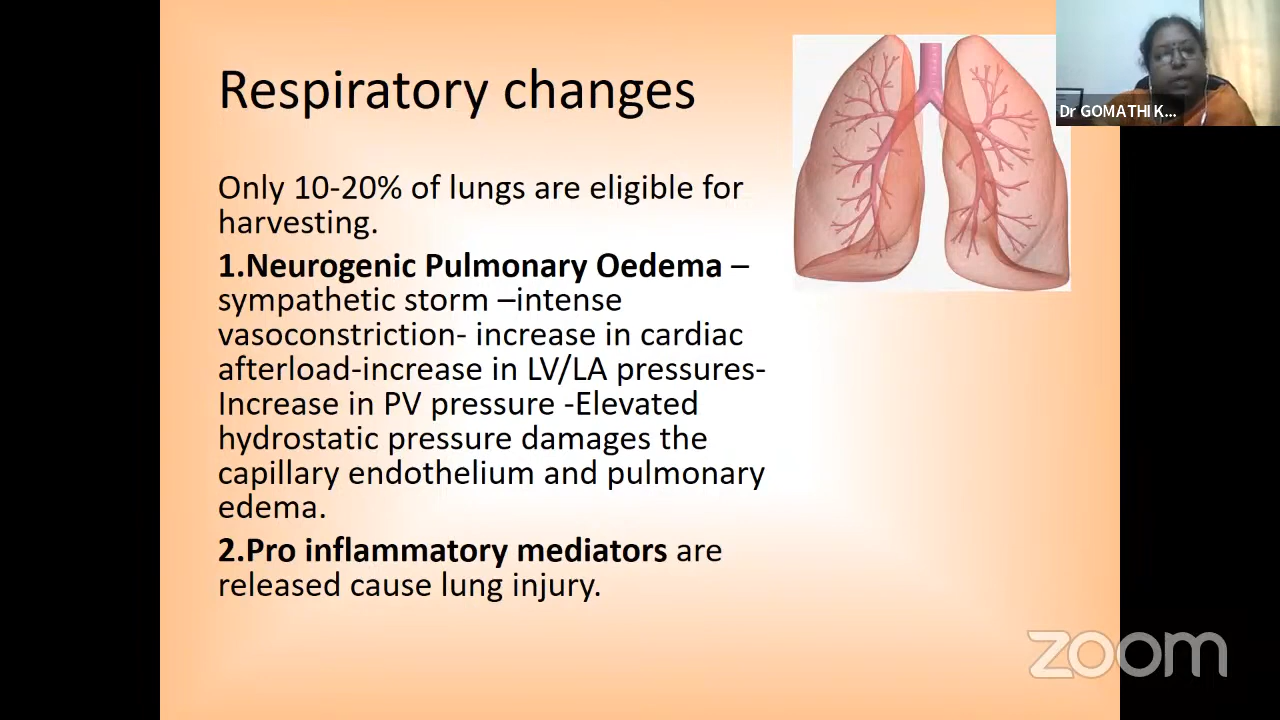 Respiratory changes
Only 10-20% of lungs are eligible for
harvesting.
1.Neurogenic Pulmonary Oedema –
sympathetic storm –intense
vasoconstriction- increase in cardiac
afterload-increase in LV/LA pressures-
Increase in PV pressure -Elevated
hydrostatic pressure damages the
capillary endothelium and pulmonary
edema.
2.Pro inflammatory mediators are
released cause lung injury.
Dr GOMATHI K...
zoom